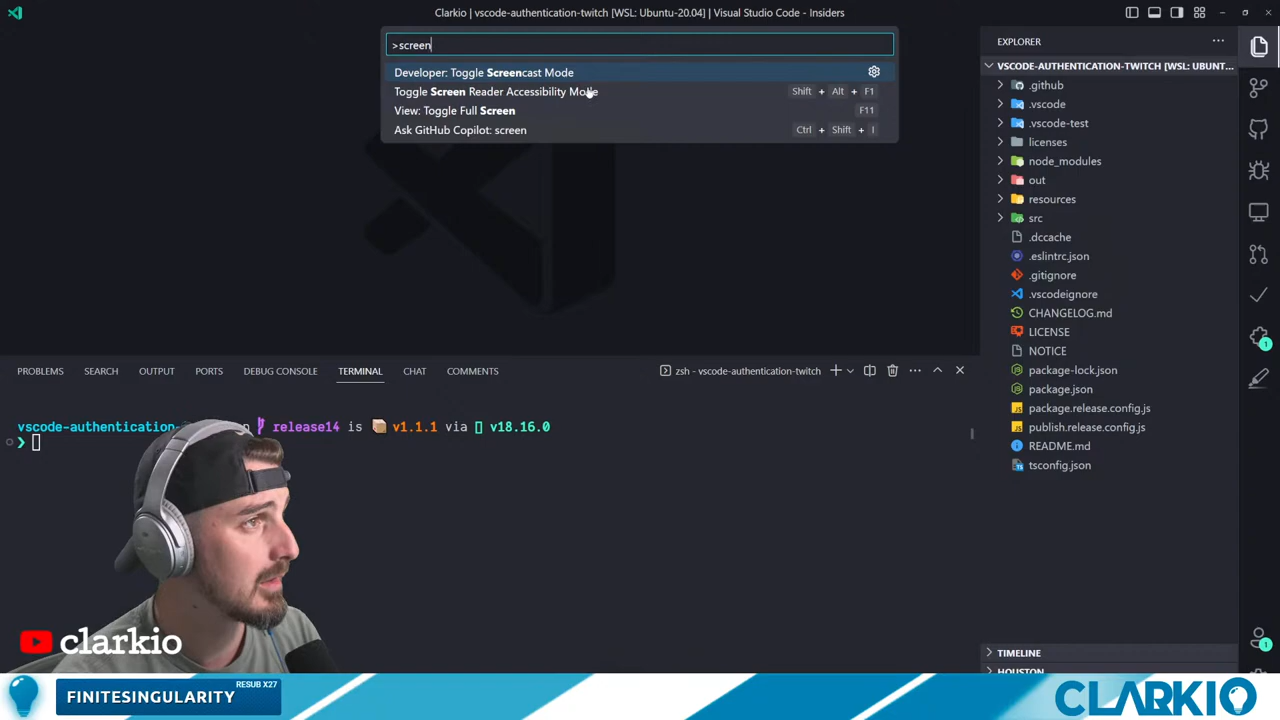 Clarkio | vscode-authentication-twitch [WSL: Ubuntu-20.04] | Visual Studio Code - Insiders
>screen
Developer: Toggle Screencast Mode
Toggle Screen Reader Accessibility Mode Shift + Alt + F1
View: Toggle Full Screen F11
Ask GitHub Copilot: screen Ctrl + Shift + I
EXPLORER
VSCODE-AUTHENTICATION-TWITCH [WSL: UBUNT...
.github
.vscode
.vscode-test
licenses
node_modules
out
resources
src
.dccache
.eslintrc.json
.gitignore
.vscodeignore
CHANGELOG.md
LICENSE
NOTICE
package-lock.json
package.json
package.release.config.js
publish.release.config.js
README.md
tsconfig.json
TIMELINE
HOUSTON
1
1
PROBLEMS SEARCH OUTPUT PORTS DEBUG CONSOLE TERMINAL CHAT COMMENTS
zsh - vscode-authentication-twitch
vscode-authentication- release14 is v1.1.1 via v18.16.0
clarkio
RESUB X27
FINITESINGULARITY
CLARKIO